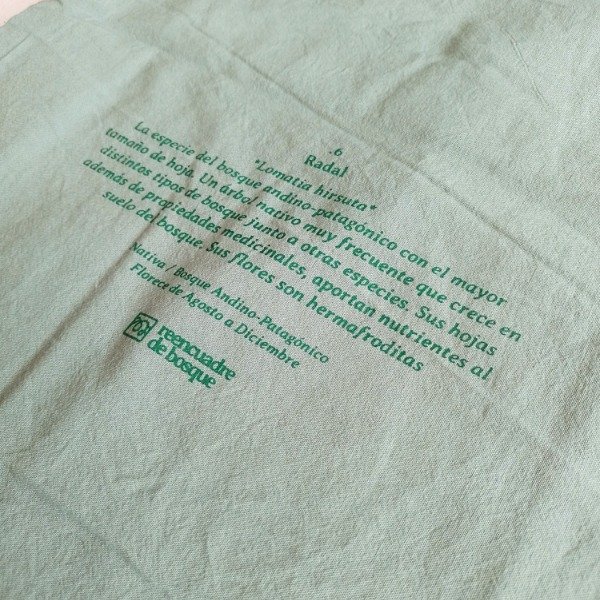 .6
Radal
"Lomatia hirsuta"
La especie del bosque andino-patagónico con el mayor
tamaño de hoja. Un árbol nativo muy frecuente que crece en
distintos tipos de bosque junto a otras especies. Sus hojas
además de propiedades medicinales, aportan nutrientes al
suelo del bosque. Sus flores son hermafroditas
Nativa / Bosque Andino-Patagónico
Florece de Agosto a Diciembre
reencuadre
de bosque